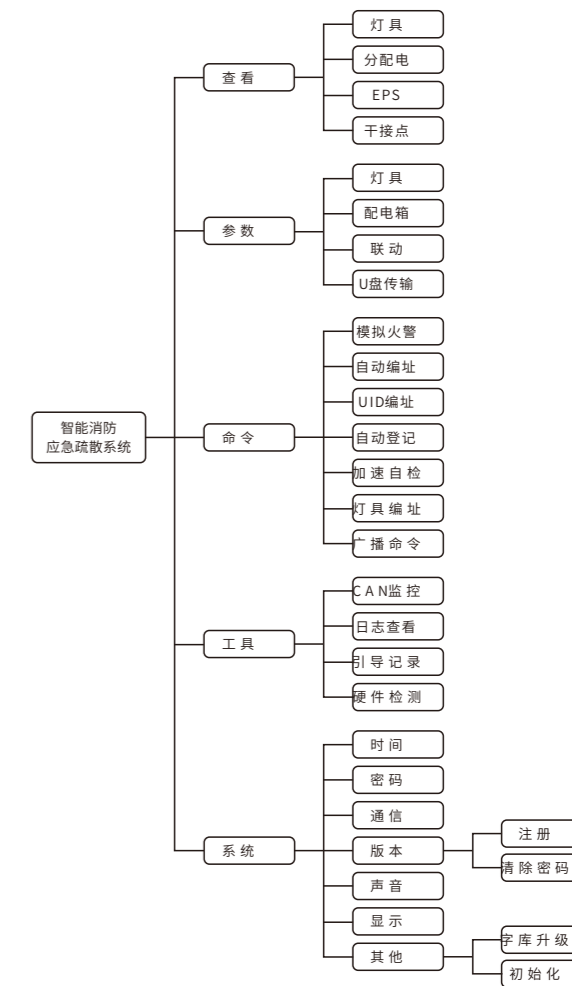 智能消防
应急疏散系统
查看
灯具
分配电
EPS
干接点
参数
灯具
配电箱
联动
U盘传输
命令
模拟火警
自动编址
UID编址
自动登记
加速自检
灯具编址
广播命令
工具
CAN监控
日志查看
引导记录
硬件检测
系统
时间
密码
通信
版本
注册
清除密码
声音
显示
其他
字库升级
初始化